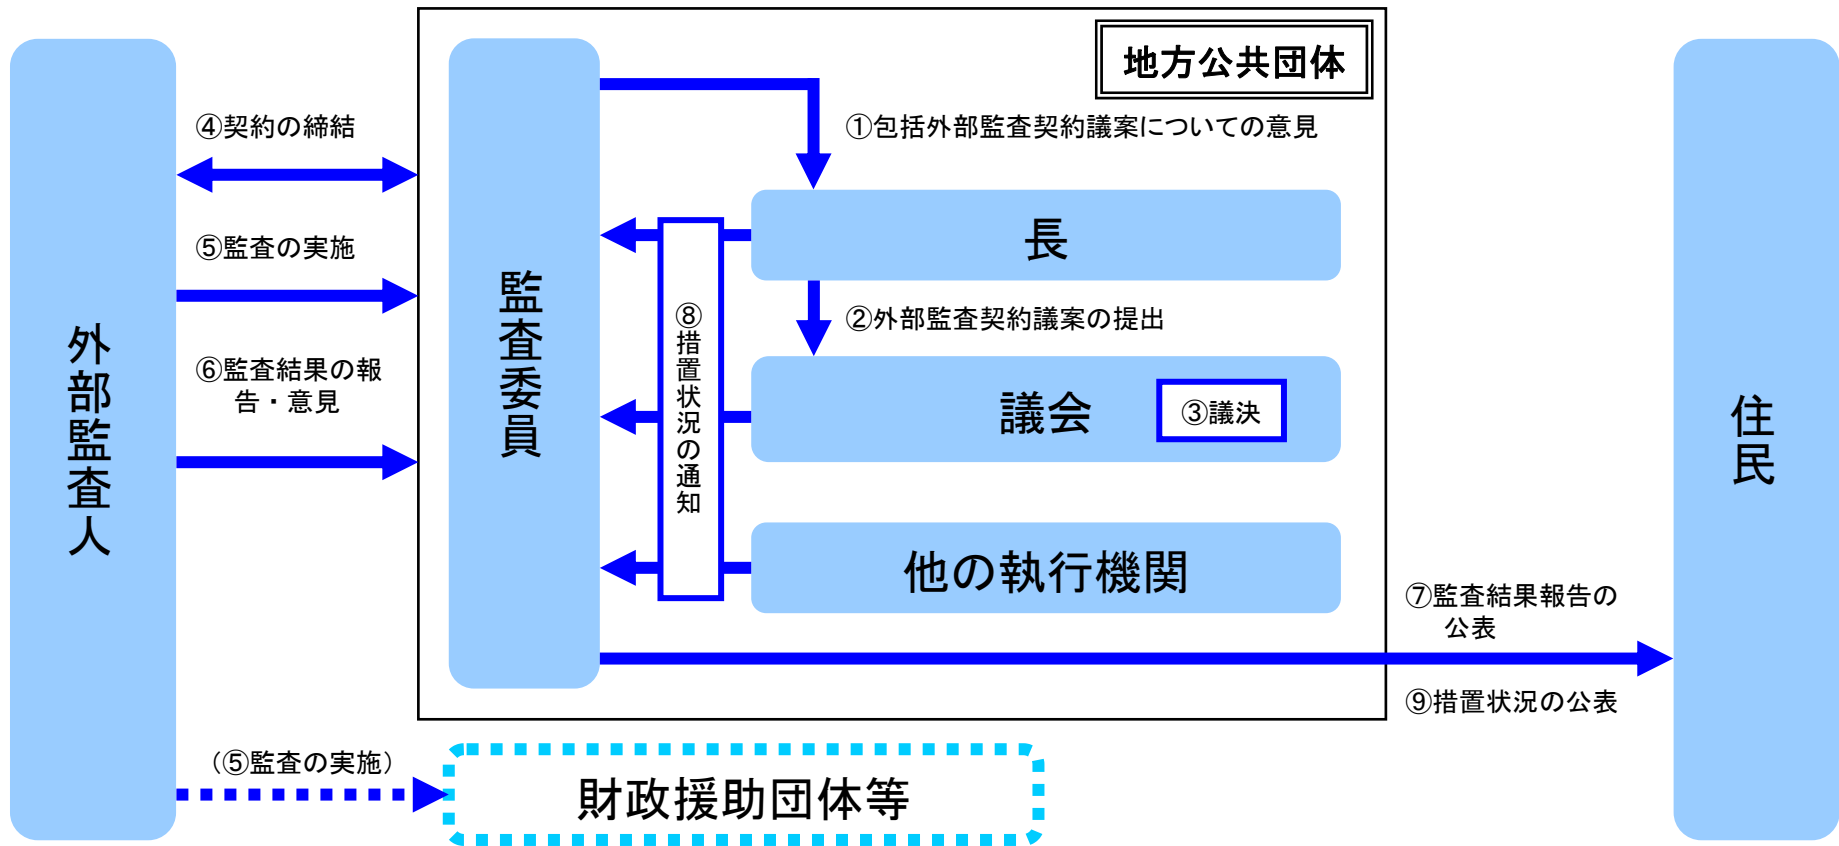 地方公共団体
④契約の締結
①包括外部監査契約議案についての意見
長
⑤監査の実施
②外部監査契約議案の提出
⑥監査結果の報
告・意見
外部監査人
監査委員
⑧措置状況の通知
議会
③議決
住民
他の執行機関
⑦監査結果報告の
公表
⑨措置状況の公表
(⑤監査の実施)
財政援助団体等